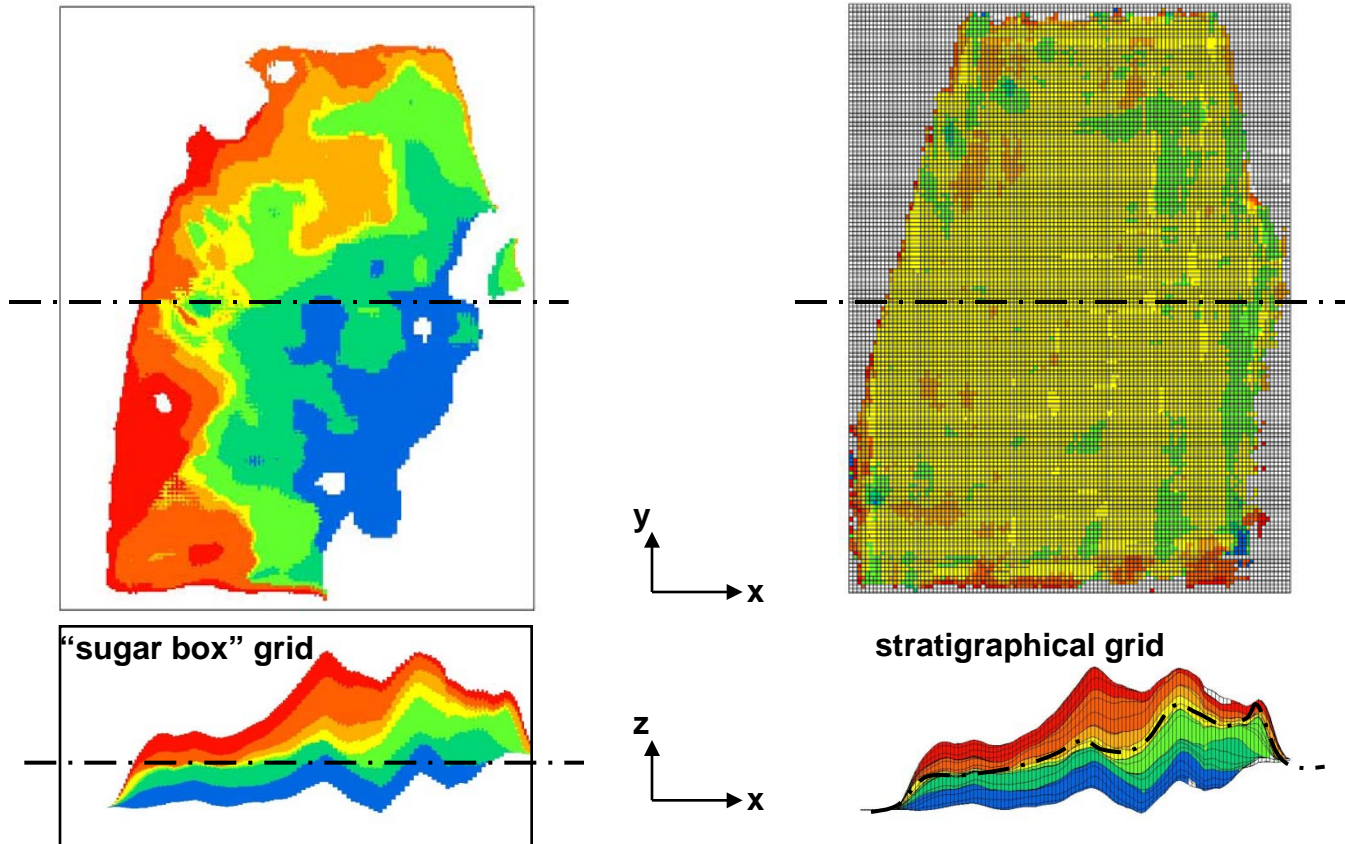 y
x
“sugar box” grid
stratigraphical grid
z
x